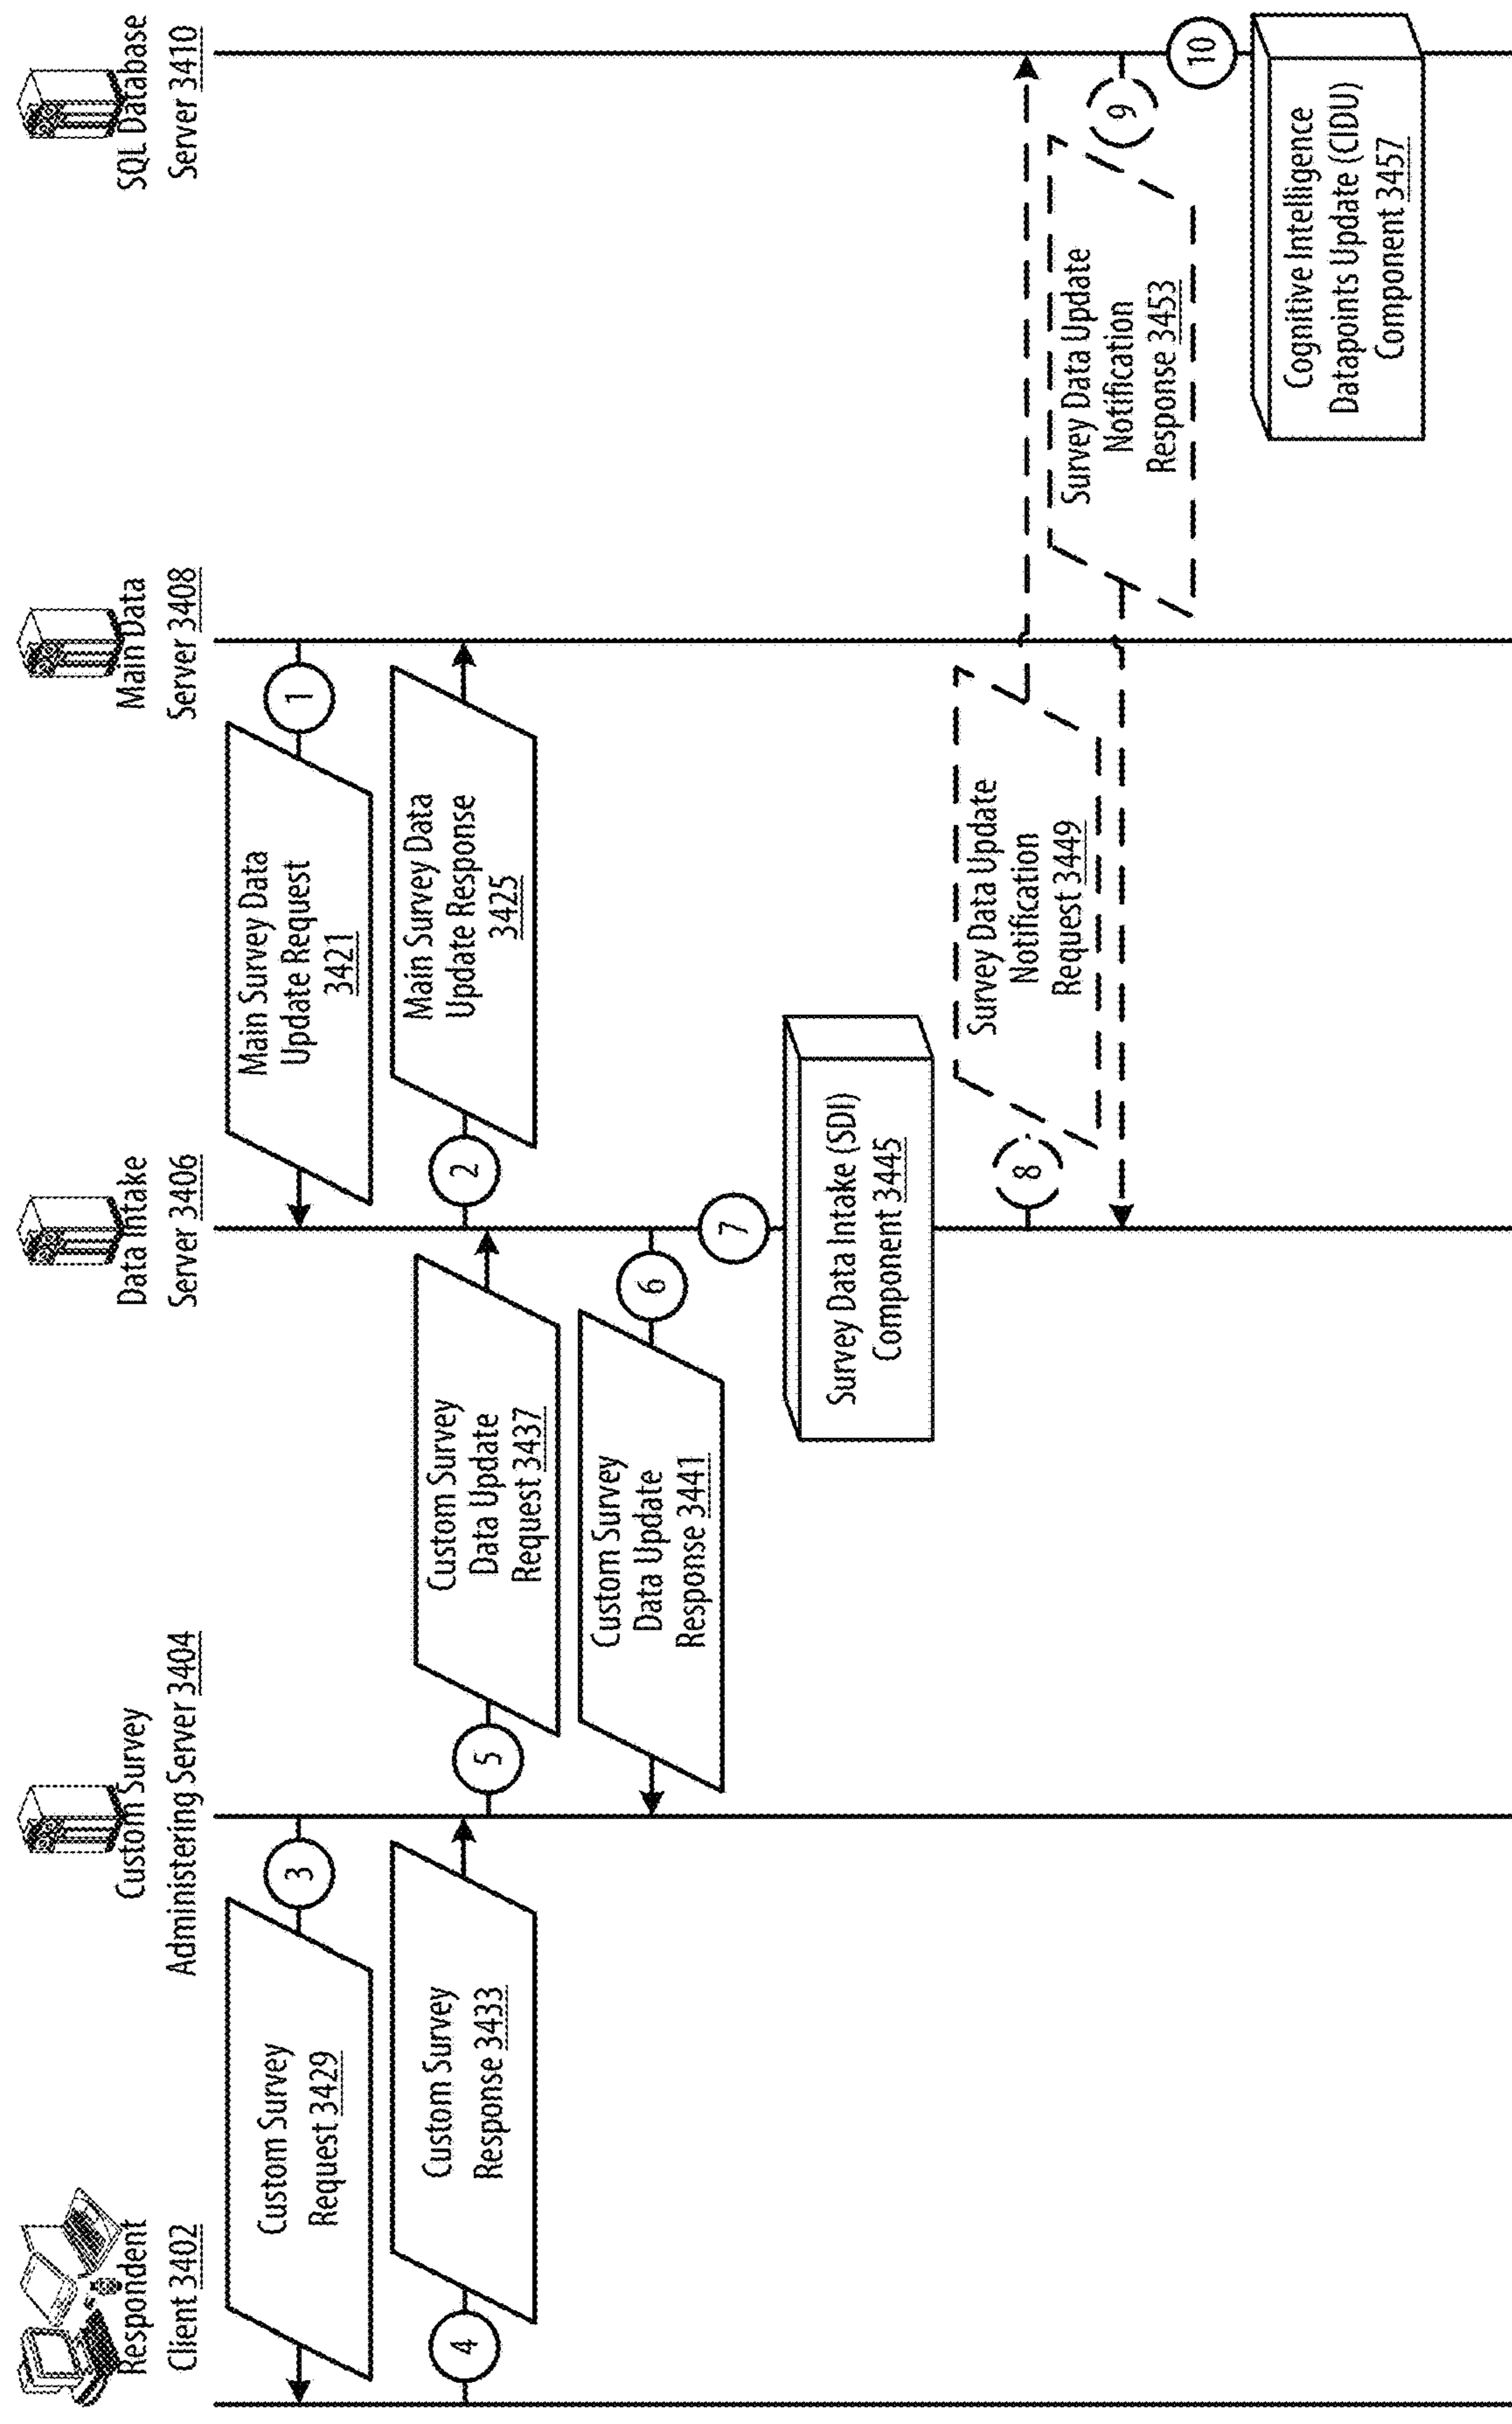 Respondent
Client 3402
Custom Survey
Administering Server 3404
Data Intake
Server 3406
Main Data
Server 3408
SQL Database
Server 3410
3
Custom Survey
Request 3429
1
Main Survey Data
Update Request
3421
4
Custom Survey
Response 3433
2
Main Survey Data
Update Response
3425
5
Custom Survey
Data Update
Request 3437
6
Custom Survey
Data Update
Response 3441
7
Survey Data Intake (SDI)
Component 3445
8
Survey Data Update
Notification
Request 3449
9
Survey Data Update
Notification
Response 3453
10
Cognitive Intelligence
Datapoints Update (CIDU)
Component 3457